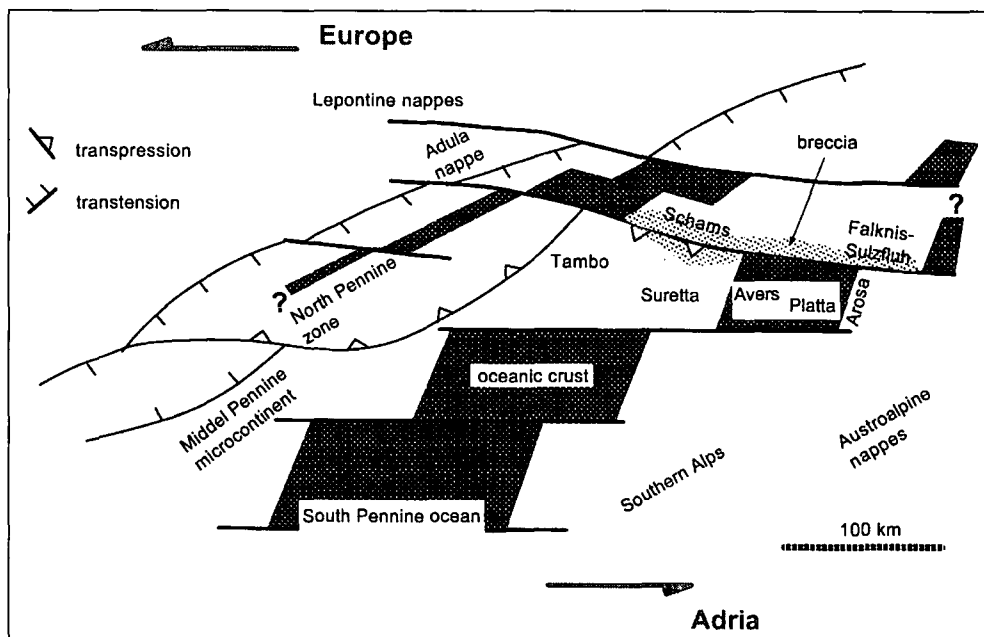 Europe
Lepontine nappes
transpression
transtension
Adula
nappe
breccia
?
Schams
Falknis-
Sulzfluh
Tambo
?
North Pennine
zone
Suretta
Avers
Platta
Arosa
oceanic crust
Middel Pennine
microcontinent
Southern Alps
Austroalpine
nappes
South Pennine ocean
100 km
Adria